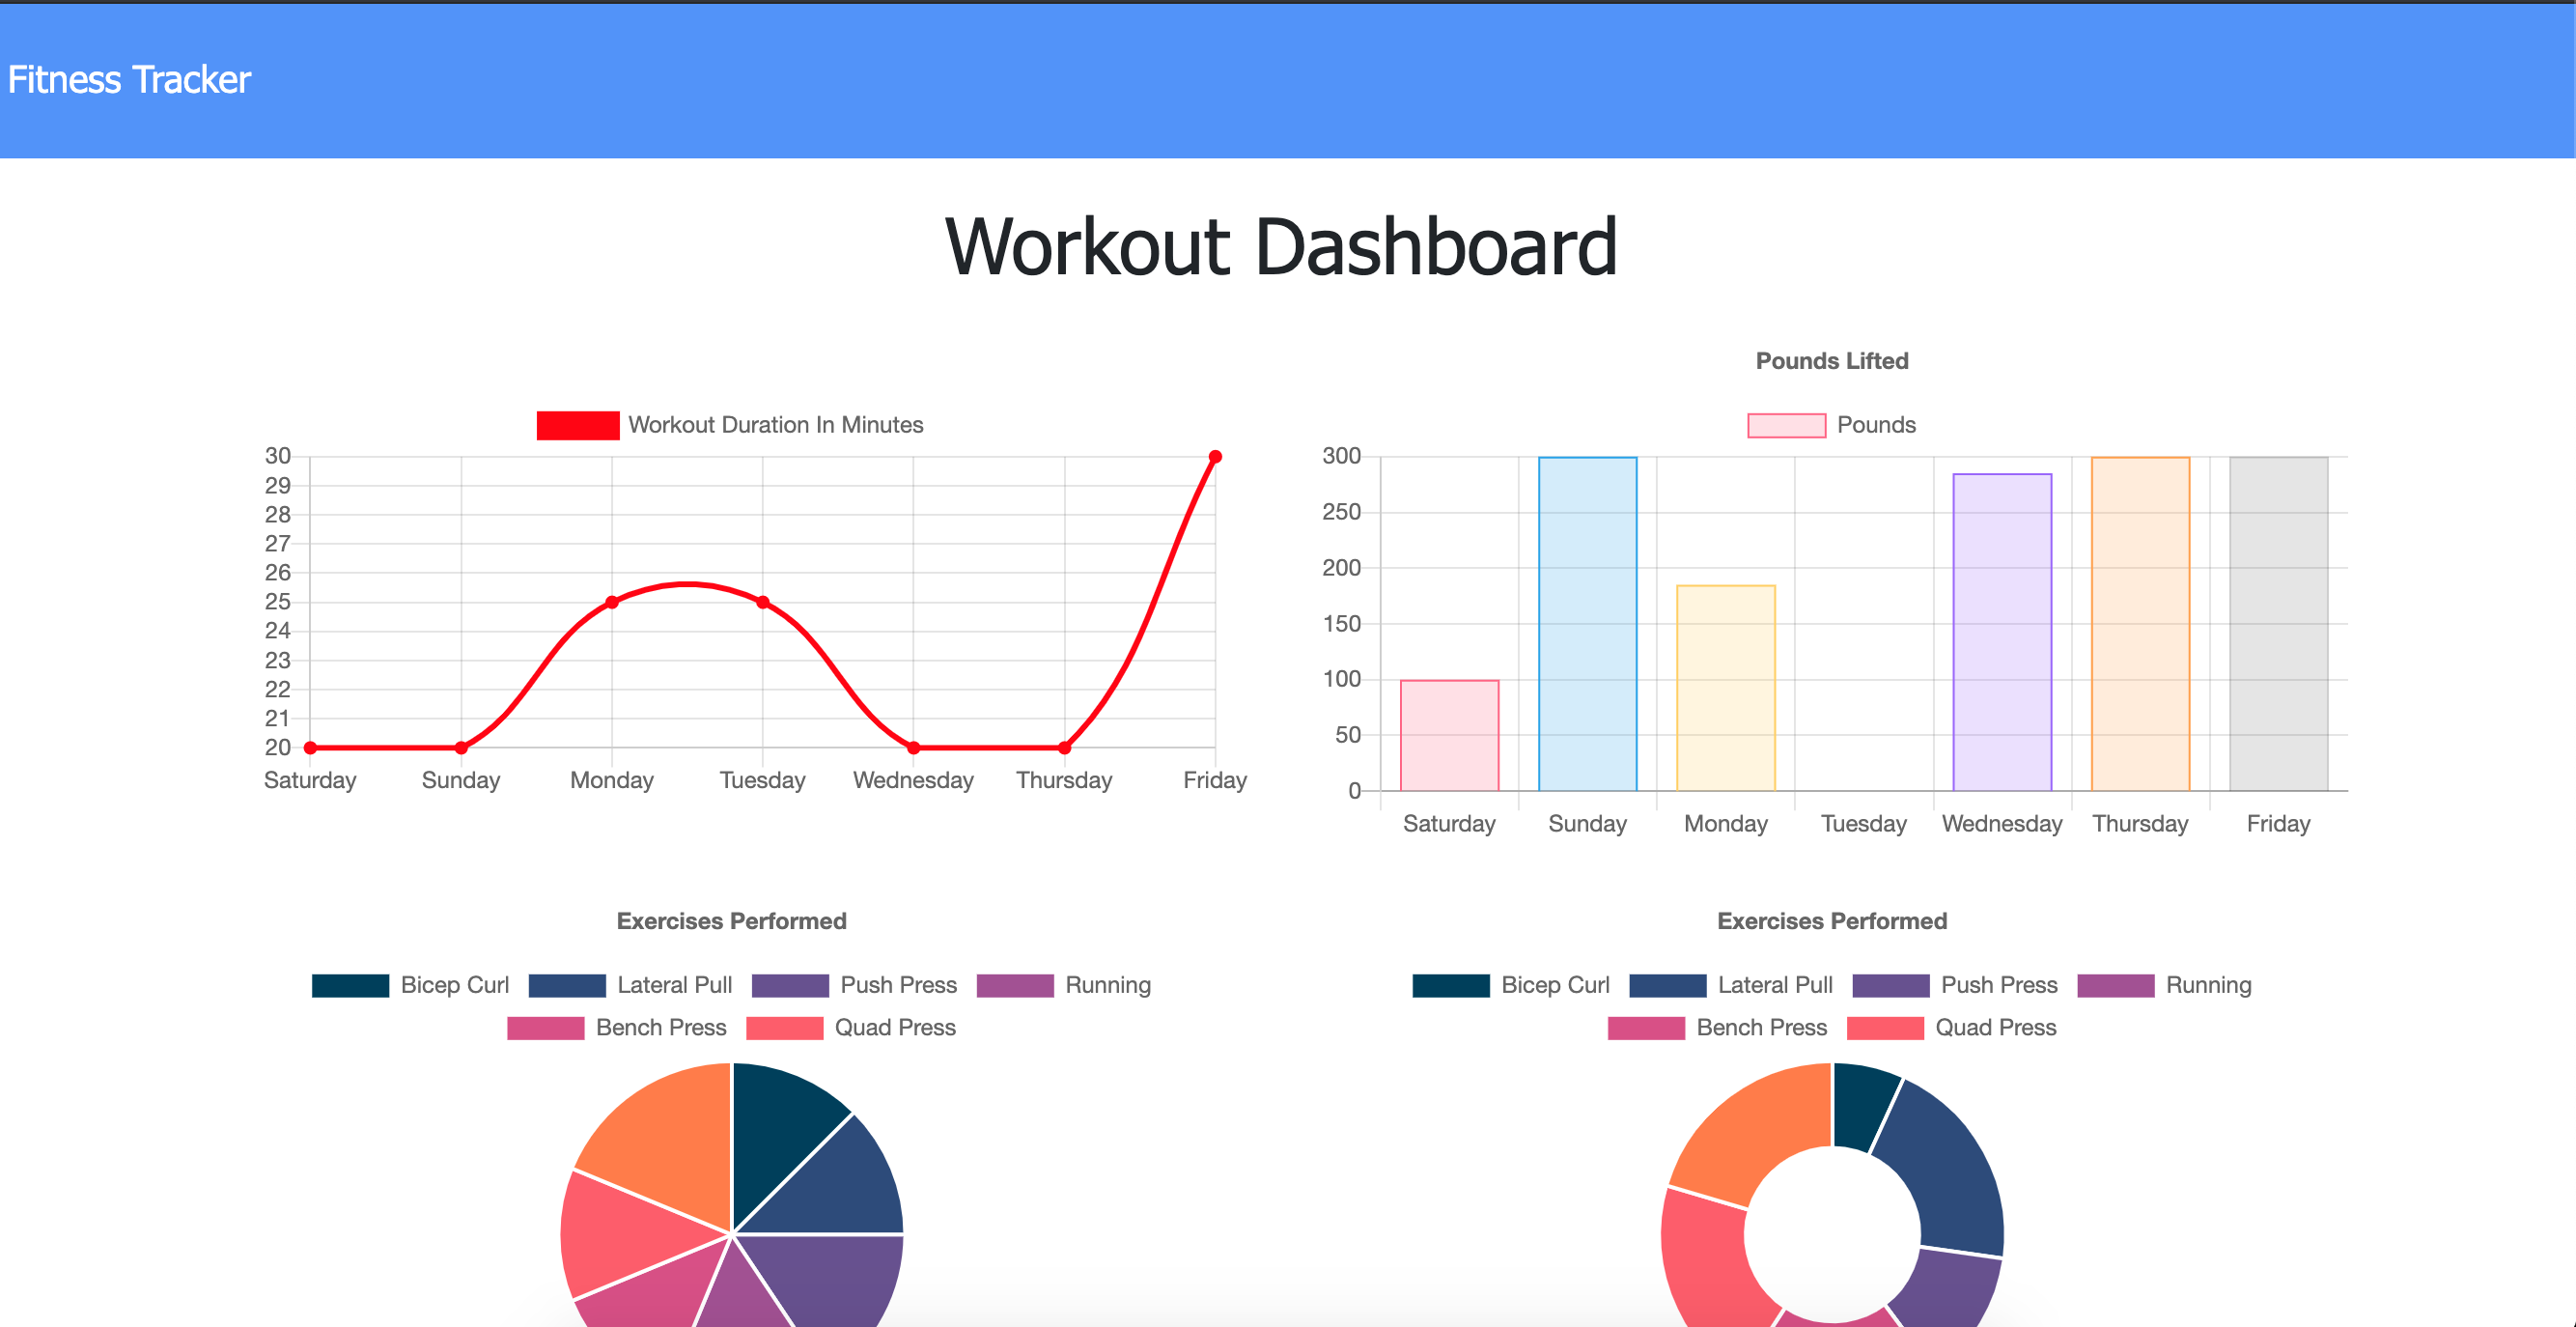 Fitness Tracker
Workout Dashboard
Workout Duration In Minutes
30
29
28
27
26
25
24
23
22
21
20
Saturday Sunday Monday Tuesday Wednesday Thursday Friday
Pounds Lifted
Pounds
300
250
200
150
100
50
0
Saturday Sunday Monday Tuesday Wednesday Thursday Friday
Exercises Performed
Bicep Curl Lateral Pull Push Press Running
Bench Press Quad Press
Exercises Performed
Bicep Curl Lateral Pull Push Press Running
Bench Press Quad Press